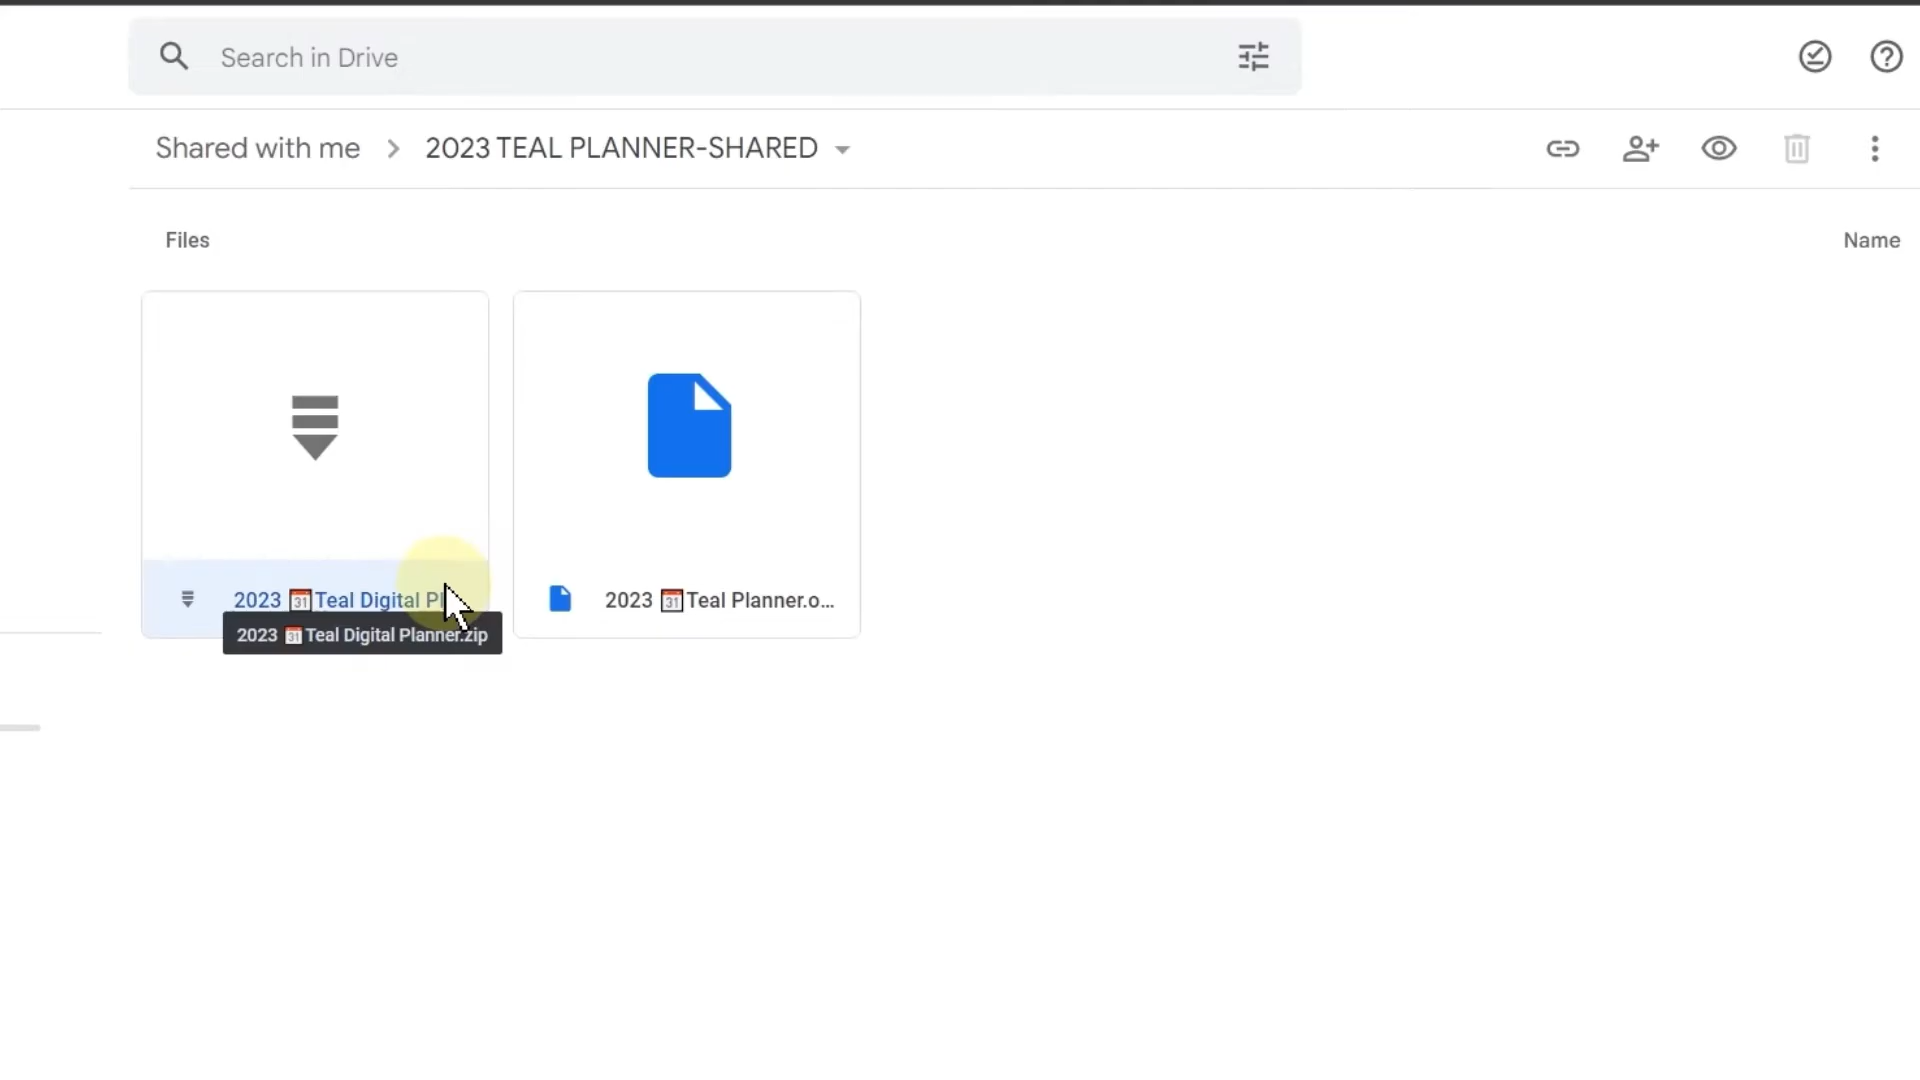 Search in Drive
Shared with me > 2023 TEAL PLANNER-SHARED
Files
Name
2023 📅Teal Digital Pl
2023 📅Teal Planner.o...
2023 📅Teal Digital Planner.zip